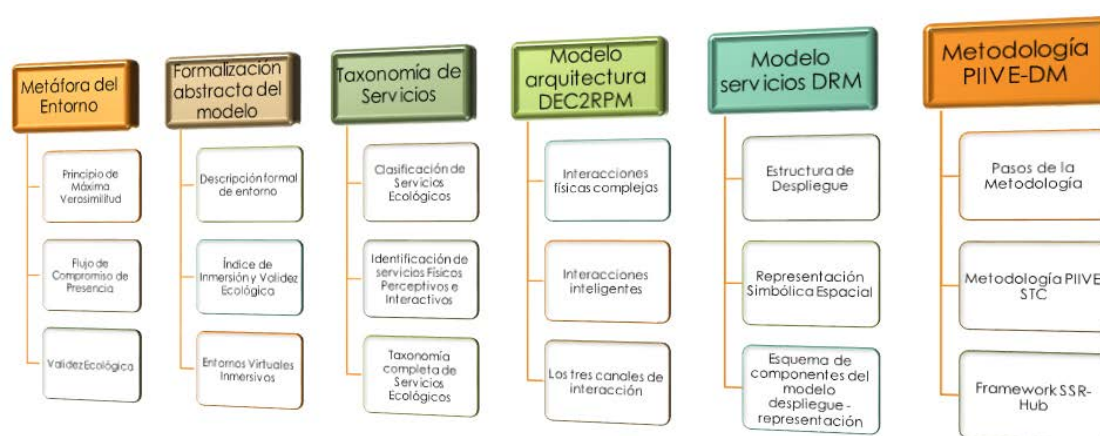 Metáfora del
Entorno
Principio de
Máxima
Verosimilitud
Flujo de
Compromiso de
Presencia
Validez Ecológica
Formalización
abstracta del
modelo
Descripción formal
de entorno
Índice de
Inmersión y Validez
Ecológica
Entornos Virtuales
Inmersivos
Taxonomía de
Servicios
Clasificación de
Servicios
Ecológicos
Identificación de
servicios Físicos
Perceptivos e
Interactivos
Taxonomía
completa de
Servicios
Ecológicos
Modelo
arquitectura
DEC2RPM
Interacciones
físicas complejas
Interacciones
inteligentes
Los tres canales de
interacción
Modelo
servicios DRM
Estructura de
Despliegue
Representación
Simbólica Espacial
Esquema de
componentes del
modelo
despliegue -
representación
Metodología
PIIVE-DM
Pasos de la
Metodología
Metodología PIIVE
STC
Framework SSR-
Hub